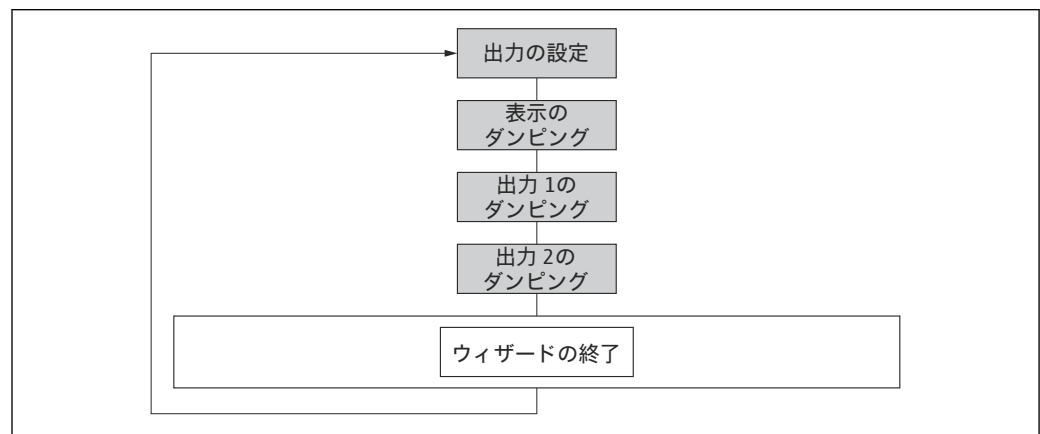 出力の設定
表示の
ダンピング
出力 1の
ダンピング
出力 2の
ダンピング
ウィザードの終了